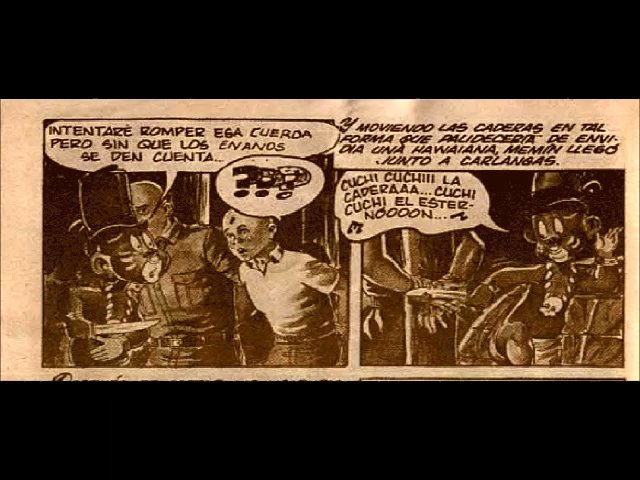 INTENTARÉ ROMPER ESA CUERDA
PERO SIN QUE LOS ENANOS
SE DEN CUENTA...
???
...
Y MOVIENDO LAS CADERAS EN TAL
FORMA QUE PALIDECERÍA DE ENVI-
DIA UNA HAWAIANA, MEMÍN LLEGÓ
JUNTO A CARLANGAS.
CUCHI CUCHIII LA
CADERAAA...CUCHI
CUCHI EL ESTER-
NÓOOON...